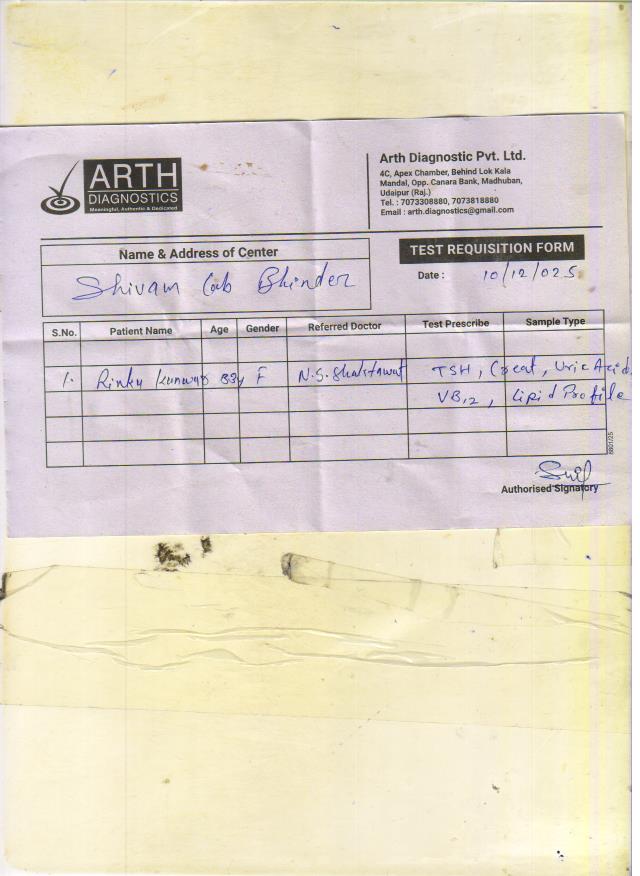 ARTH
DIAGNOSTICS
Meaningful, Authentic & Dedicated
Arth Diagnostic Pvt. Ltd.
4C, Apex Chamber, Behind Lok Kala
Mandal, Opp. Canara Bank, Madhuban,
Udaipur (Raj.)
Tel. : 7073308880, 7073818880
Email : arth.diagnostics@gmail.com
Name & Address of Center
Shivam Lab Bhinder
TEST REQUISITION FORM
Date : 10/12/025
S.No. Patient Name Age Gender Referred Doctor Test Prescribe Sample Type
1. Rinky Kunwar 33y F N.S. Shaktawat TSH, Creat, Uric Acid,
VB12, Lipid Profile
Authorised Signatory